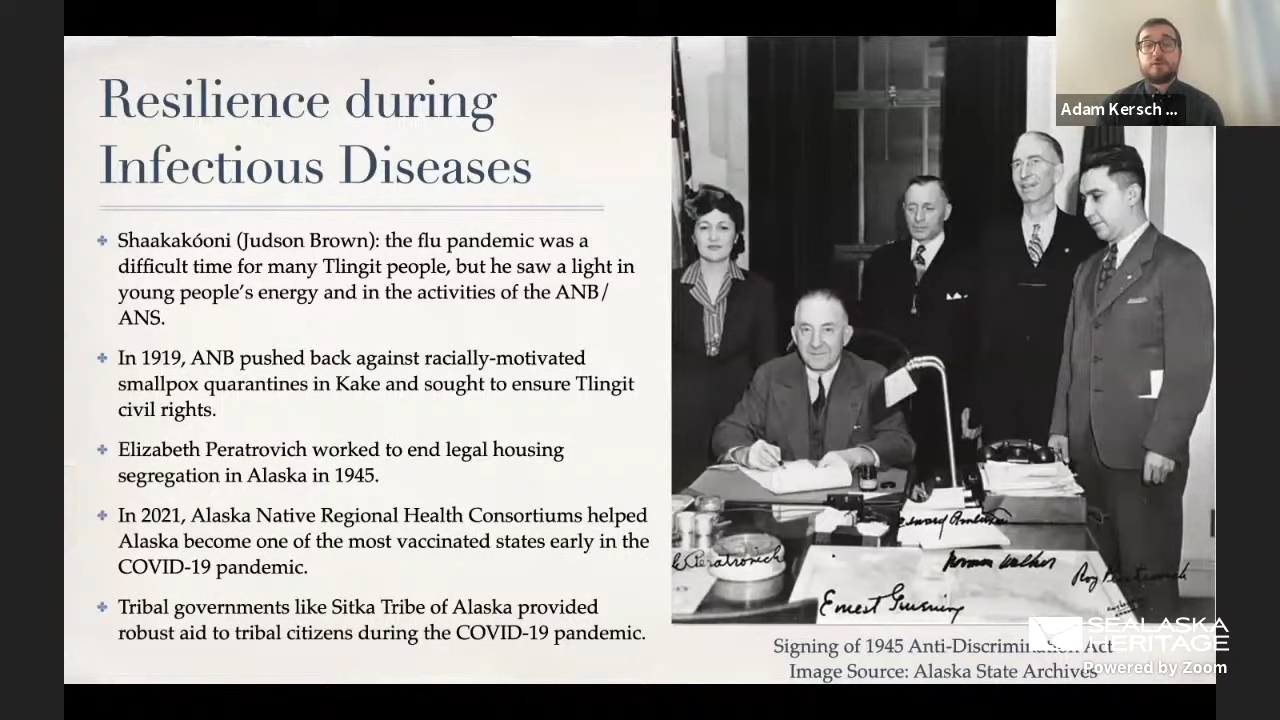 Resilience during
Infectious Diseases
Shaakakóoni (Judson Brown): the flu pandemic was a
difficult time for many Tlingit people, but he saw a light in
young people's energy and in the activities of the ANB/
ANS.
In 1919, ANB pushed back against racially-motivated
smallpox quarantines in Kake and sought to ensure Tlingit
civil rights.
Elizabeth Peratrovich worked to end legal housing
segregation in Alaska in 1945.
In 2021, Alaska Native Regional Health Consortiums helped
Alaska become one of the most vaccinated states early in the
COVID-19 pandemic.
Tribal governments like Sitka Tribe of Alaska provided
robust aid to tribal citizens during the COVID-19 pandemic.
Adam Kersch ...
Peratrovich
Norman Walker
Roy Peratrovich
Ernest Gruening
Signing of 1945 Anti-Discrimination Act
Image Source: Alaska State Archives
SEALASKA
HERITAGE
Powered by Zoom